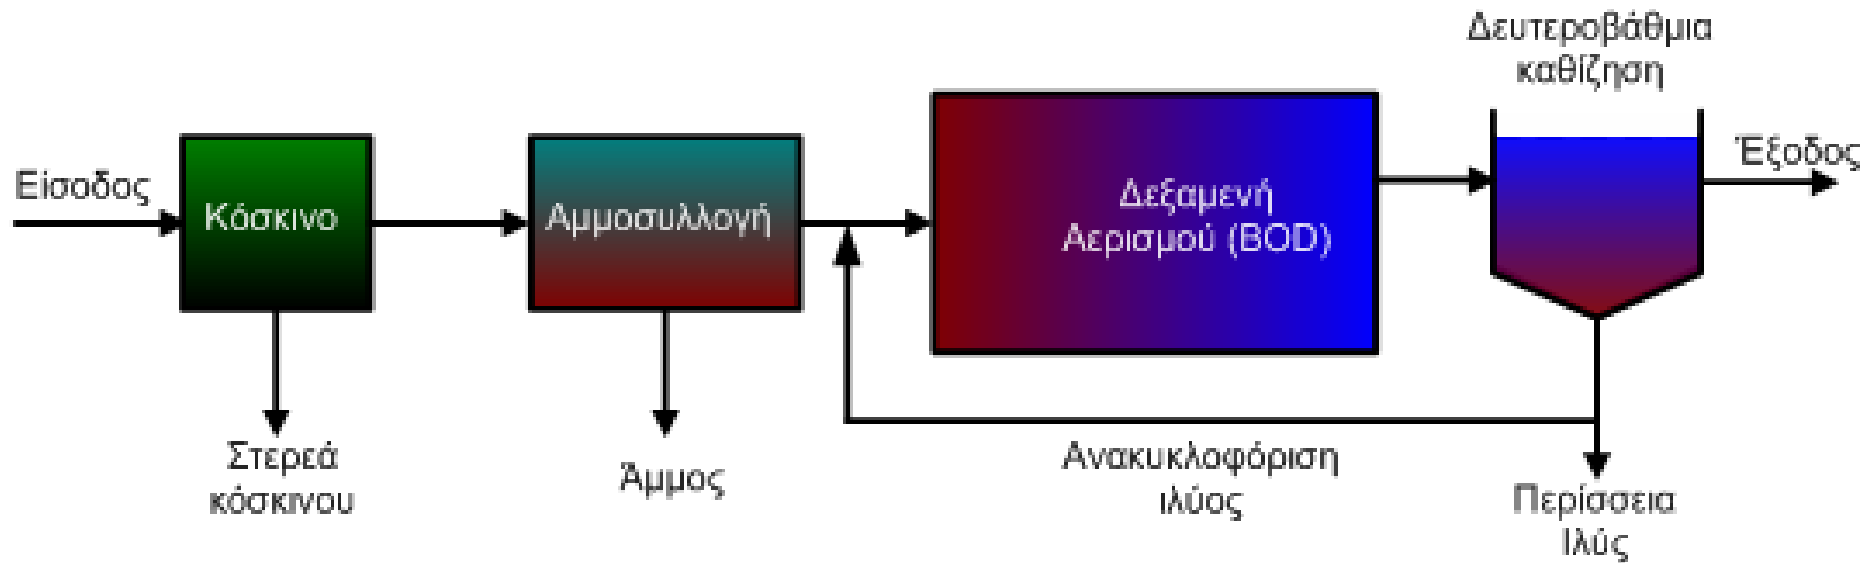 Δευτεροβάθμια
καθίζηση
Είσοδος
Κόσκινο
Αμμοσυλλογή
Δεξαμενή
Αερισμού (BOD)
Έξοδος
Στερεά
κόσκινου
Άμμος
Ανακυκλοφόριση
ιλύος
Περίσσεια
Ιλύς